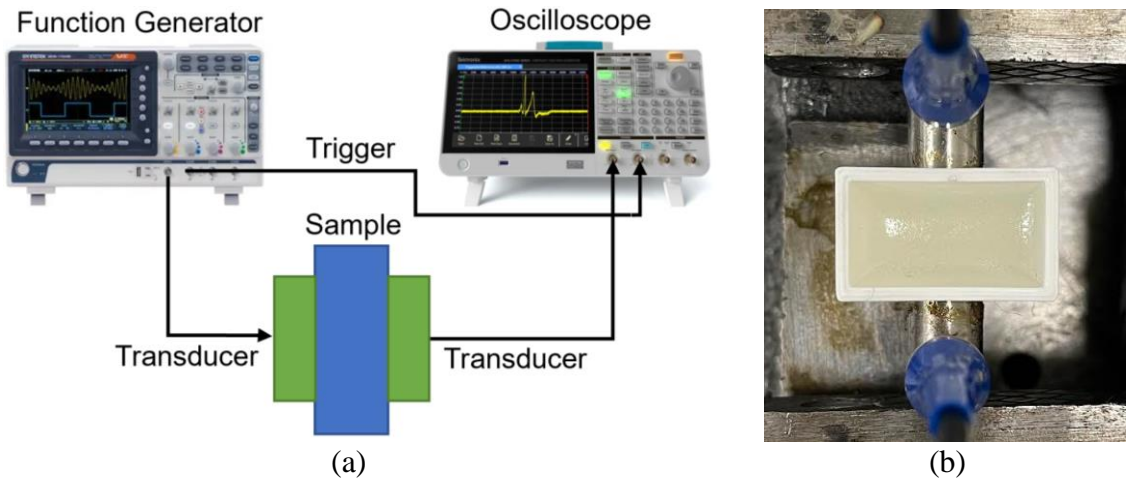 Function Generator
Oscilloscope
Trigger
Sample
Transducer
Transducer
(a)
(b)